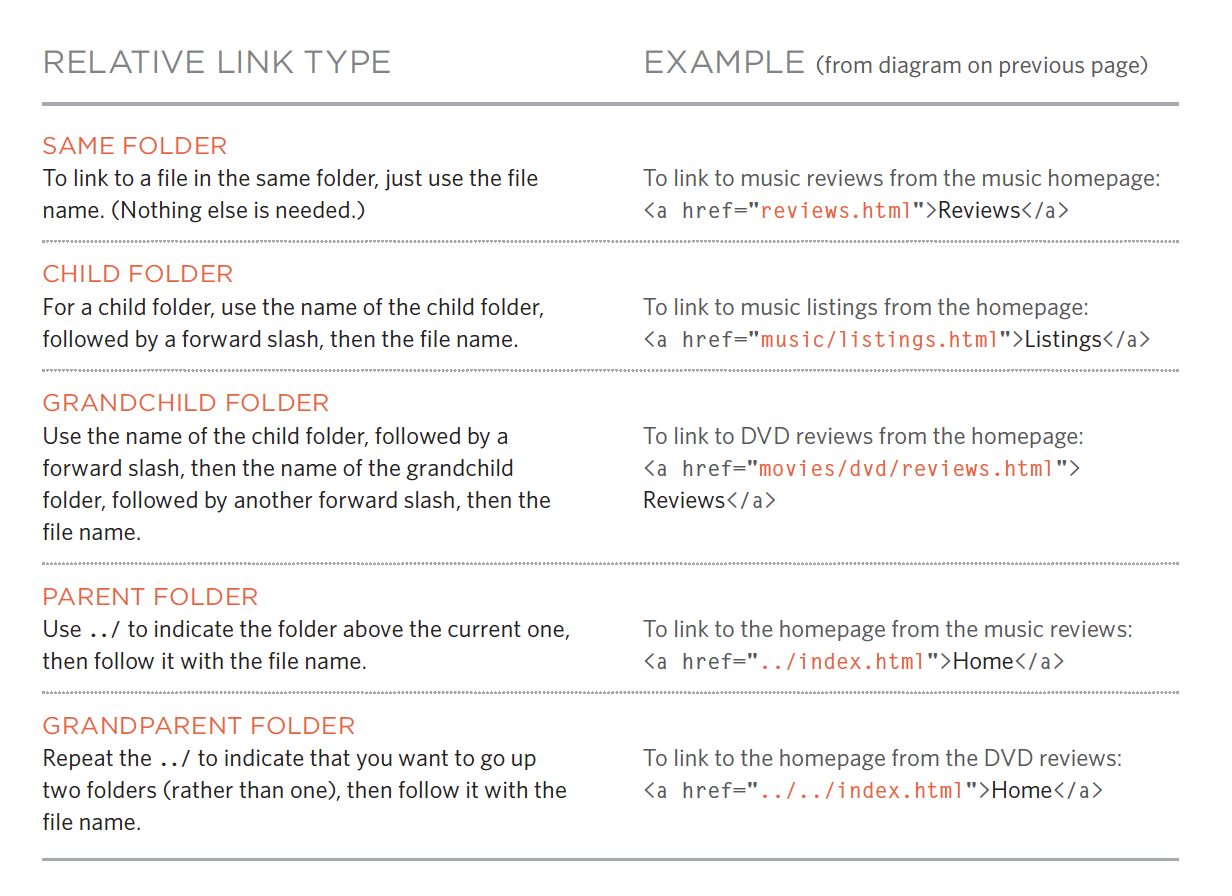 RELATIVE LINK TYPE
EXAMPLE (from diagram on previous page)
SAME FOLDER
To link to a file in the same folder, just use the file
name. (Nothing else is needed.)
To link to music reviews from the music homepage:
<a href="reviews.html">Reviews</a>
CHILD FOLDER
For a child folder, use the name of the child folder,
followed by a forward slash, then the file name.
To link to music listings from the homepage:
<a href="music/listings.html">Listings</a>
GRANDCHILD FOLDER
Use the name of the child folder, followed by a
forward slash, then the name of the grandchild
folder, followed by another forward slash, then the
file name.
To link to DVD reviews from the homepage:
<a href="movies/dvd/reviews.html">
Reviews</a>
PARENT FOLDER
Use ../ to indicate the folder above the current one,
then follow it with the file name.
To link to the homepage from the music reviews:
<a href="../index.html">Home</a>
GRANDPARENT FOLDER
Repeat the ../ to indicate that you want to go up
two folders (rather than one), then follow it with the
file name.
To link to the homepage from the DVD reviews:
<a href="../../index.html">Home</a>